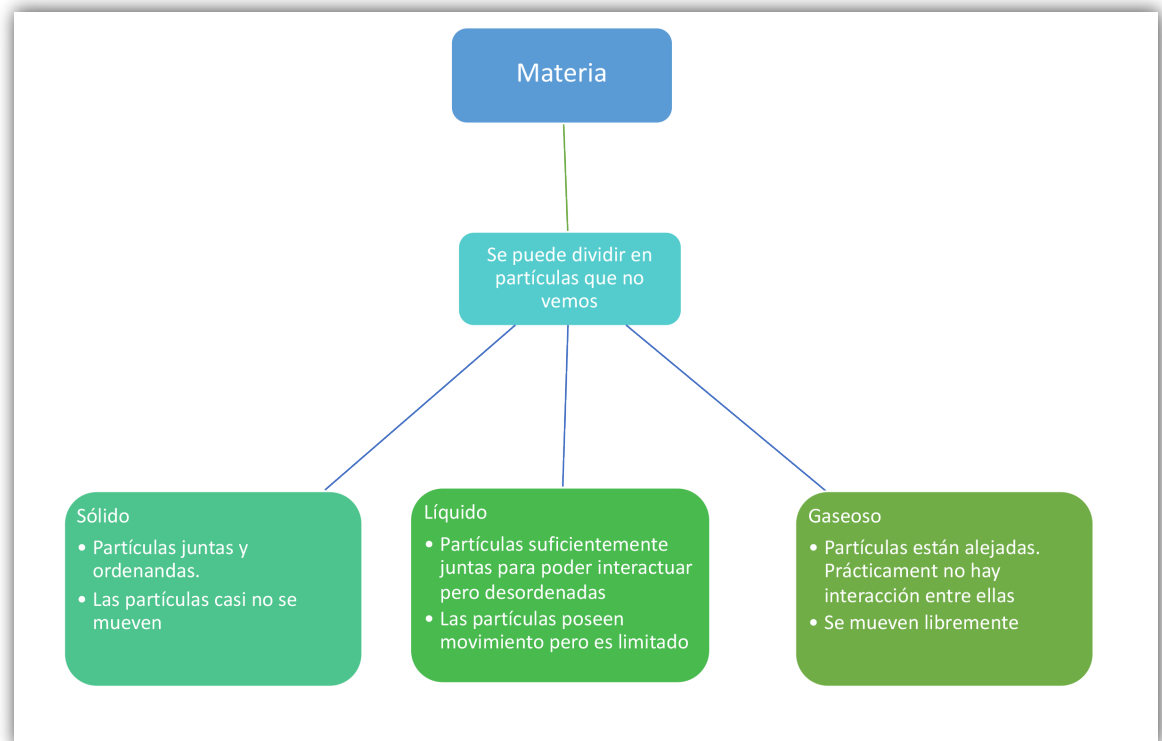 Materia
Se puede dividir en
partículas que no
vemos
Sólido
• Partículas juntas y
ordenandas.
• Las partículas casi no se
mueven
Líquido
• Partículas suficientemente
juntas para poder interactuar
pero desordenadas
• Las partículas poseen
movimiento pero es limitado
Gaseoso
• Partículas están alejadas.
Prácticament no hay
interacción entre ellas
• Se mueven libremente